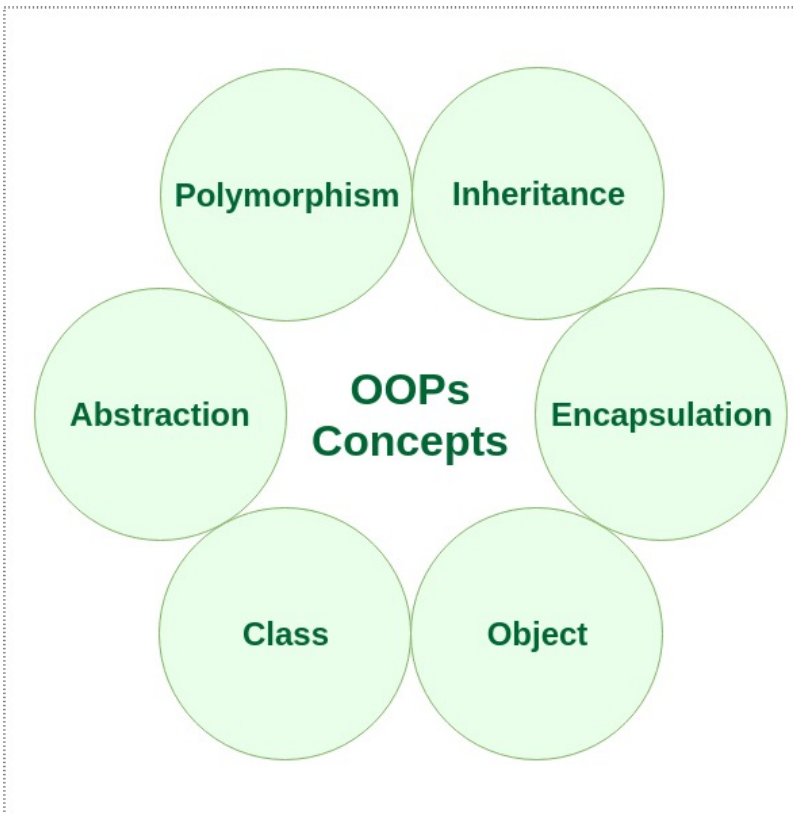 Polymorphism
Inheritance
Abstraction
OOPs
Concepts
Encapsulation
Class
Object